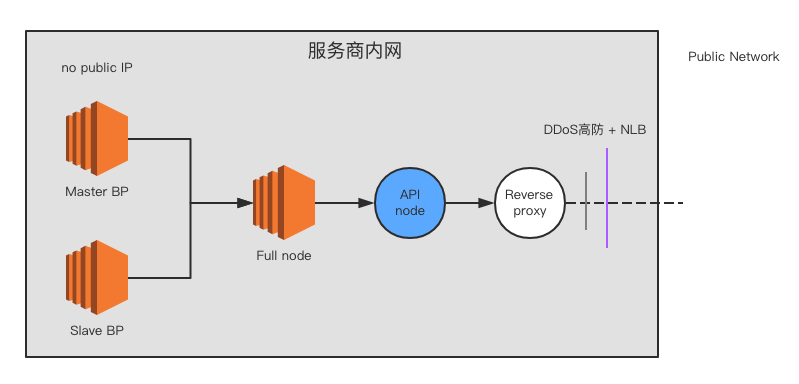 服务商内网
no public IP
Public Network
DDoS高防 + NLB
Master BP
API
node
Reverse
proxy
Full node
Slave BP